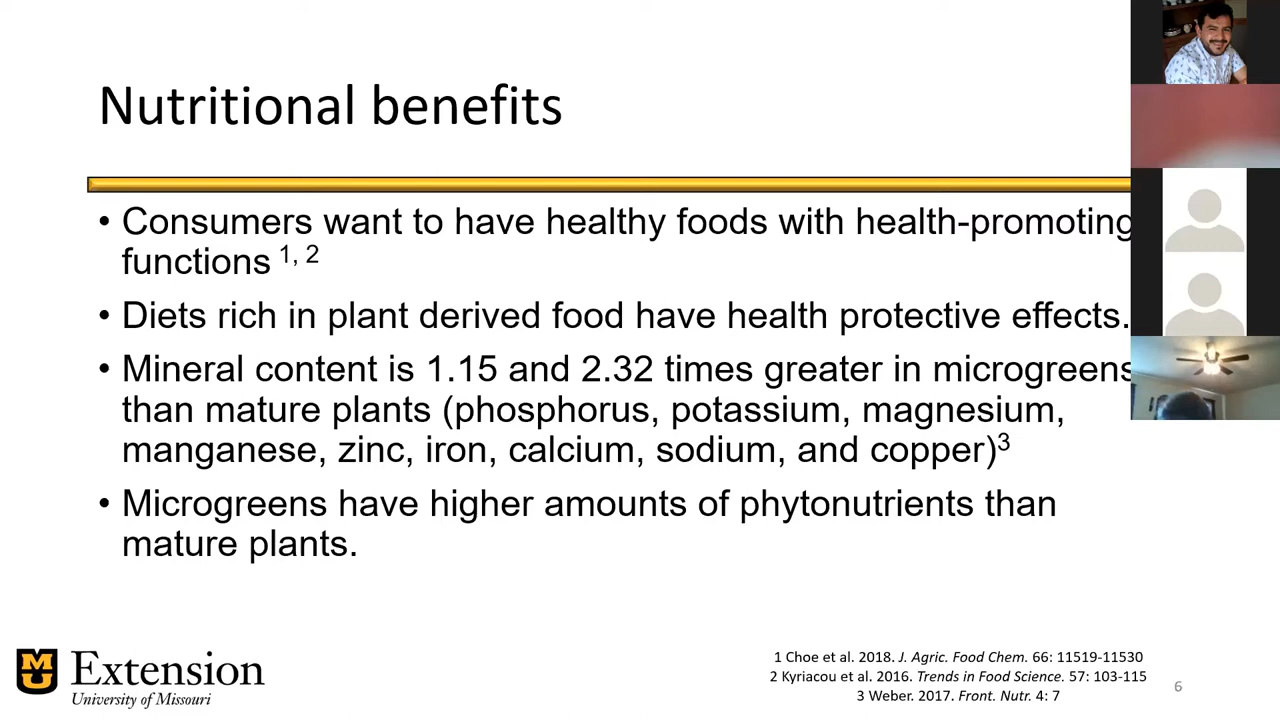 Nutritional benefits
• Consumers want to have healthy foods with health-promoting
functions 1, 2
• Diets rich in plant derived food have health protective effects.
• Mineral content is 1.15 and 2.32 times greater in microgreens
than mature plants (phosphorus, potassium, magnesium,
manganese, zinc, iron, calcium, sodium, and copper)3
• Microgreens have higher amounts of phytonutrients than
mature plants.
MU
Extension
University of Missouri
1 Choe et al. 2018. J. Agric. Food Chem. 66: 11519-11530
2 Kyriacou et al. 2016. Trends in Food Science. 57: 103-115
3 Weber. 2017. Front. Nutr. 4: 7
6